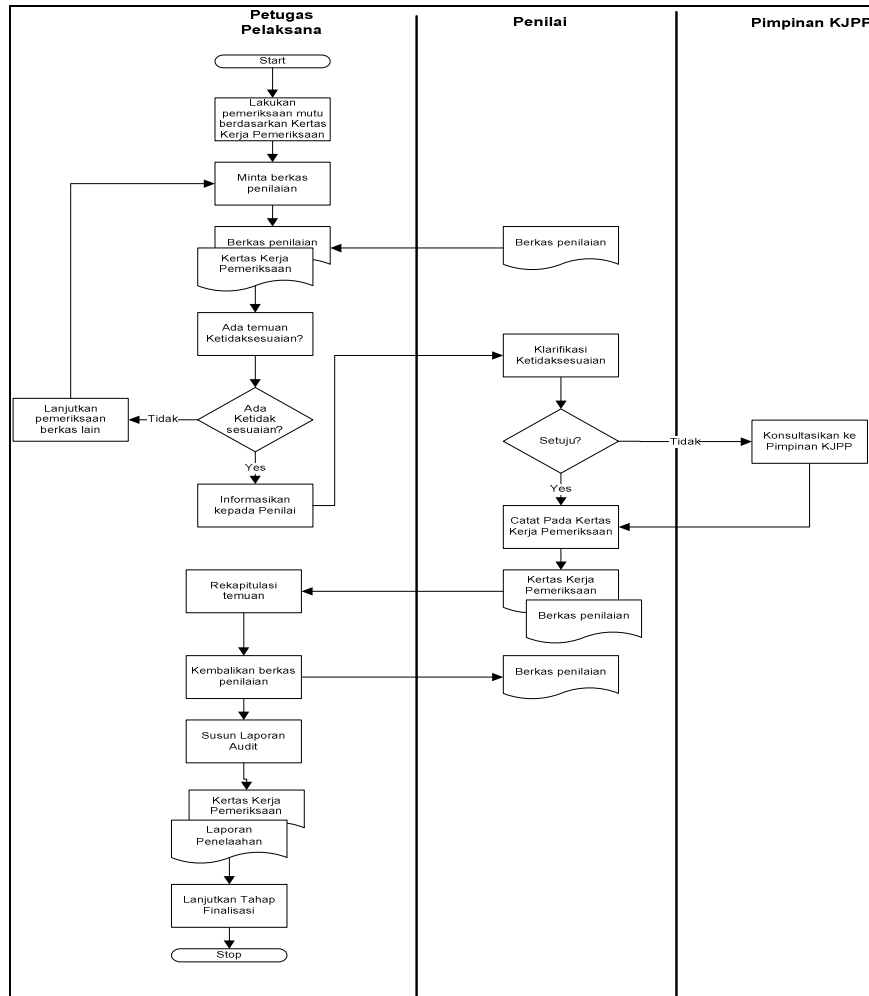 Petugas
Pelaksana
Penilai
Pimpinan KJPP
Start
Lakukan
pemeriksaan mutu
berdasarkan Kertas
Kerja Pemeriksaan
Minta berkas
penilaian
Berkas penilaian
Kertas Kerja
Pemeriksaan
Berkas penilaian
Ada temuan
Ketidaksesuaian?
Klarifikasi
Ketidaksesuaian
Lanjutkan
pemeriksaan
berkas lain
Tidak
Ada
Ketidak
sesuaian?
Setuju?
Tidak
Konsultasikan ke
Pimpinan KJPP
Yes
Yes
Informasikan
kepada Penilai
Catat Pada Kertas
Kerja Pemeriksaan
Rekapitulasi
temuan
Kertas Kerja
Pemeriksaan
Berkas penilaian
Kembalikan berkas
penilaian
Berkas penilaian
Susun Laporan
Audit
Kertas Kerja
Pemeriksaan
Laporan
Penelaahan
Lanjutkan Tahap
Finalisasi
Stop